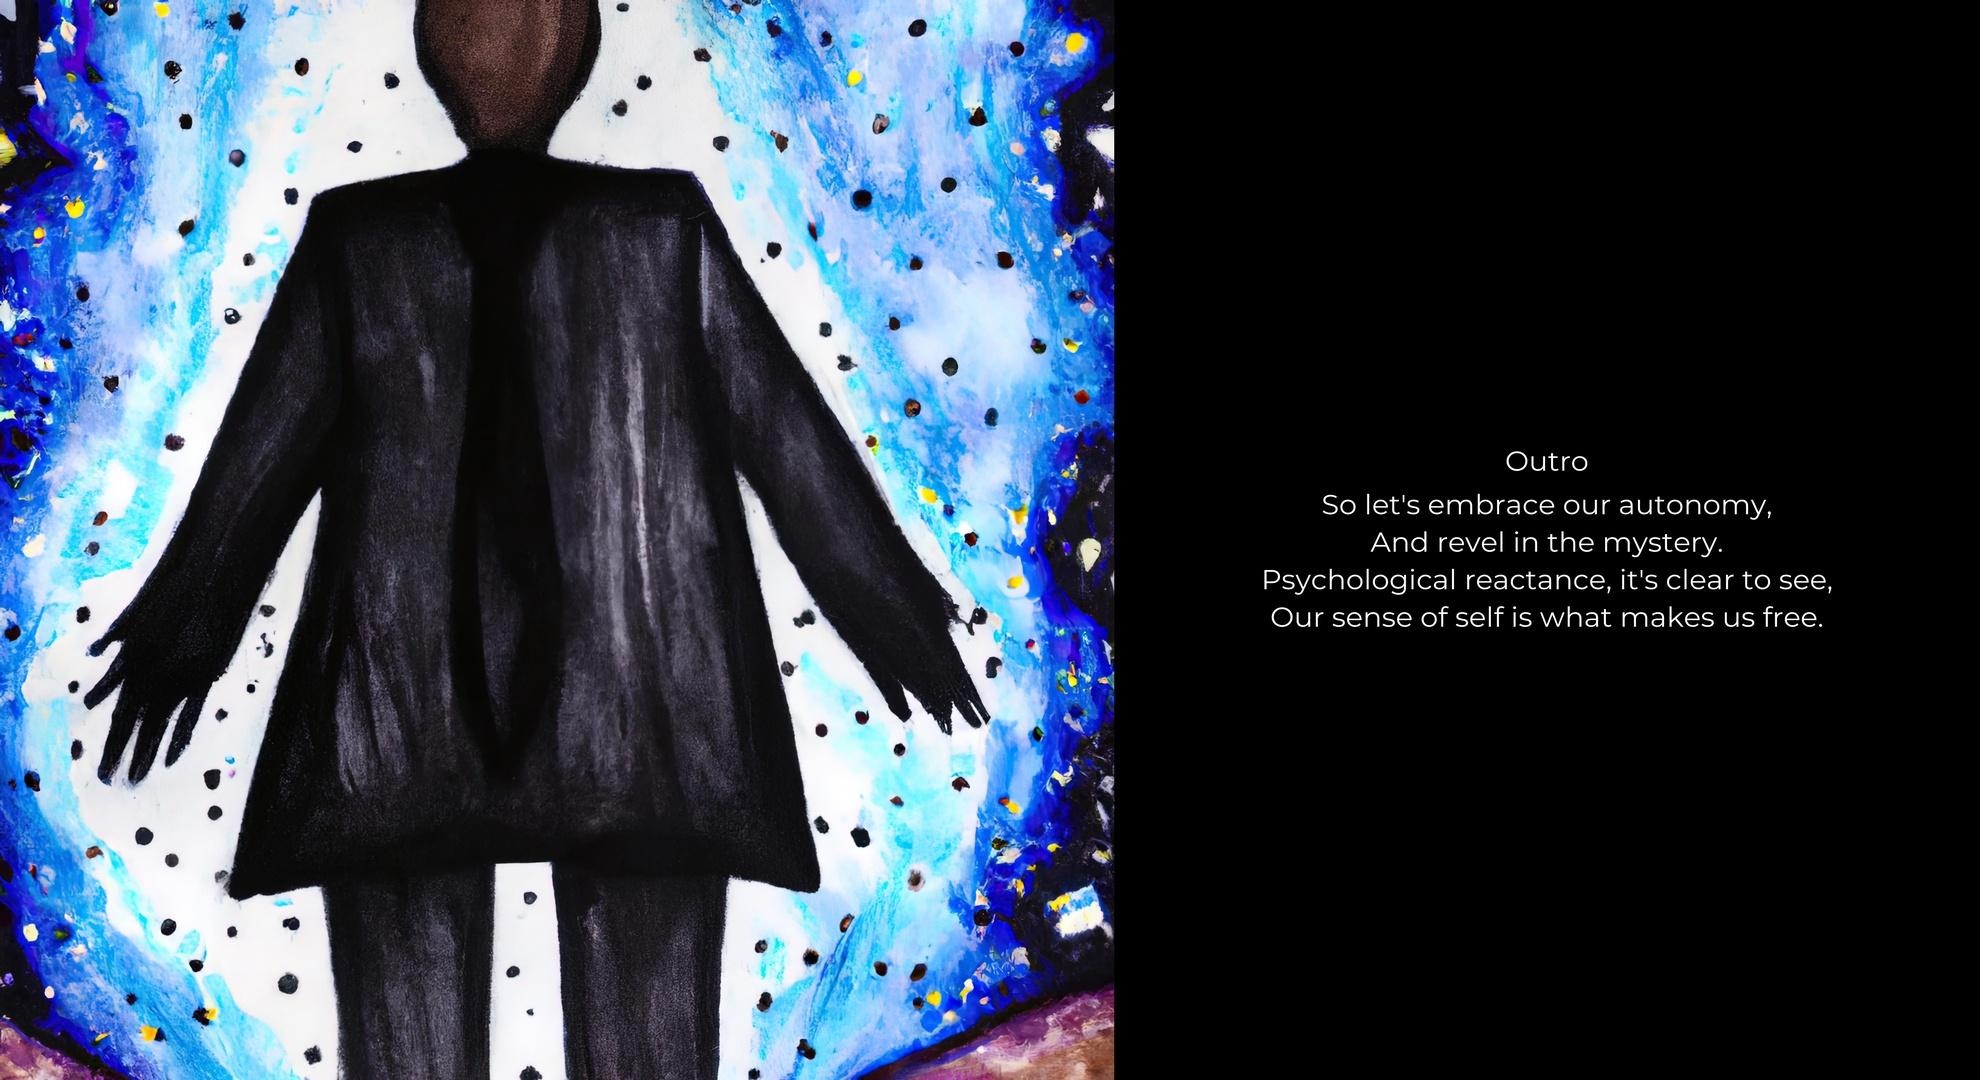 Outro
So let's embrace our autonomy,
And revel in the mystery.
Psychological reactance, it's clear to see,
Our sense of self is what makes us free.